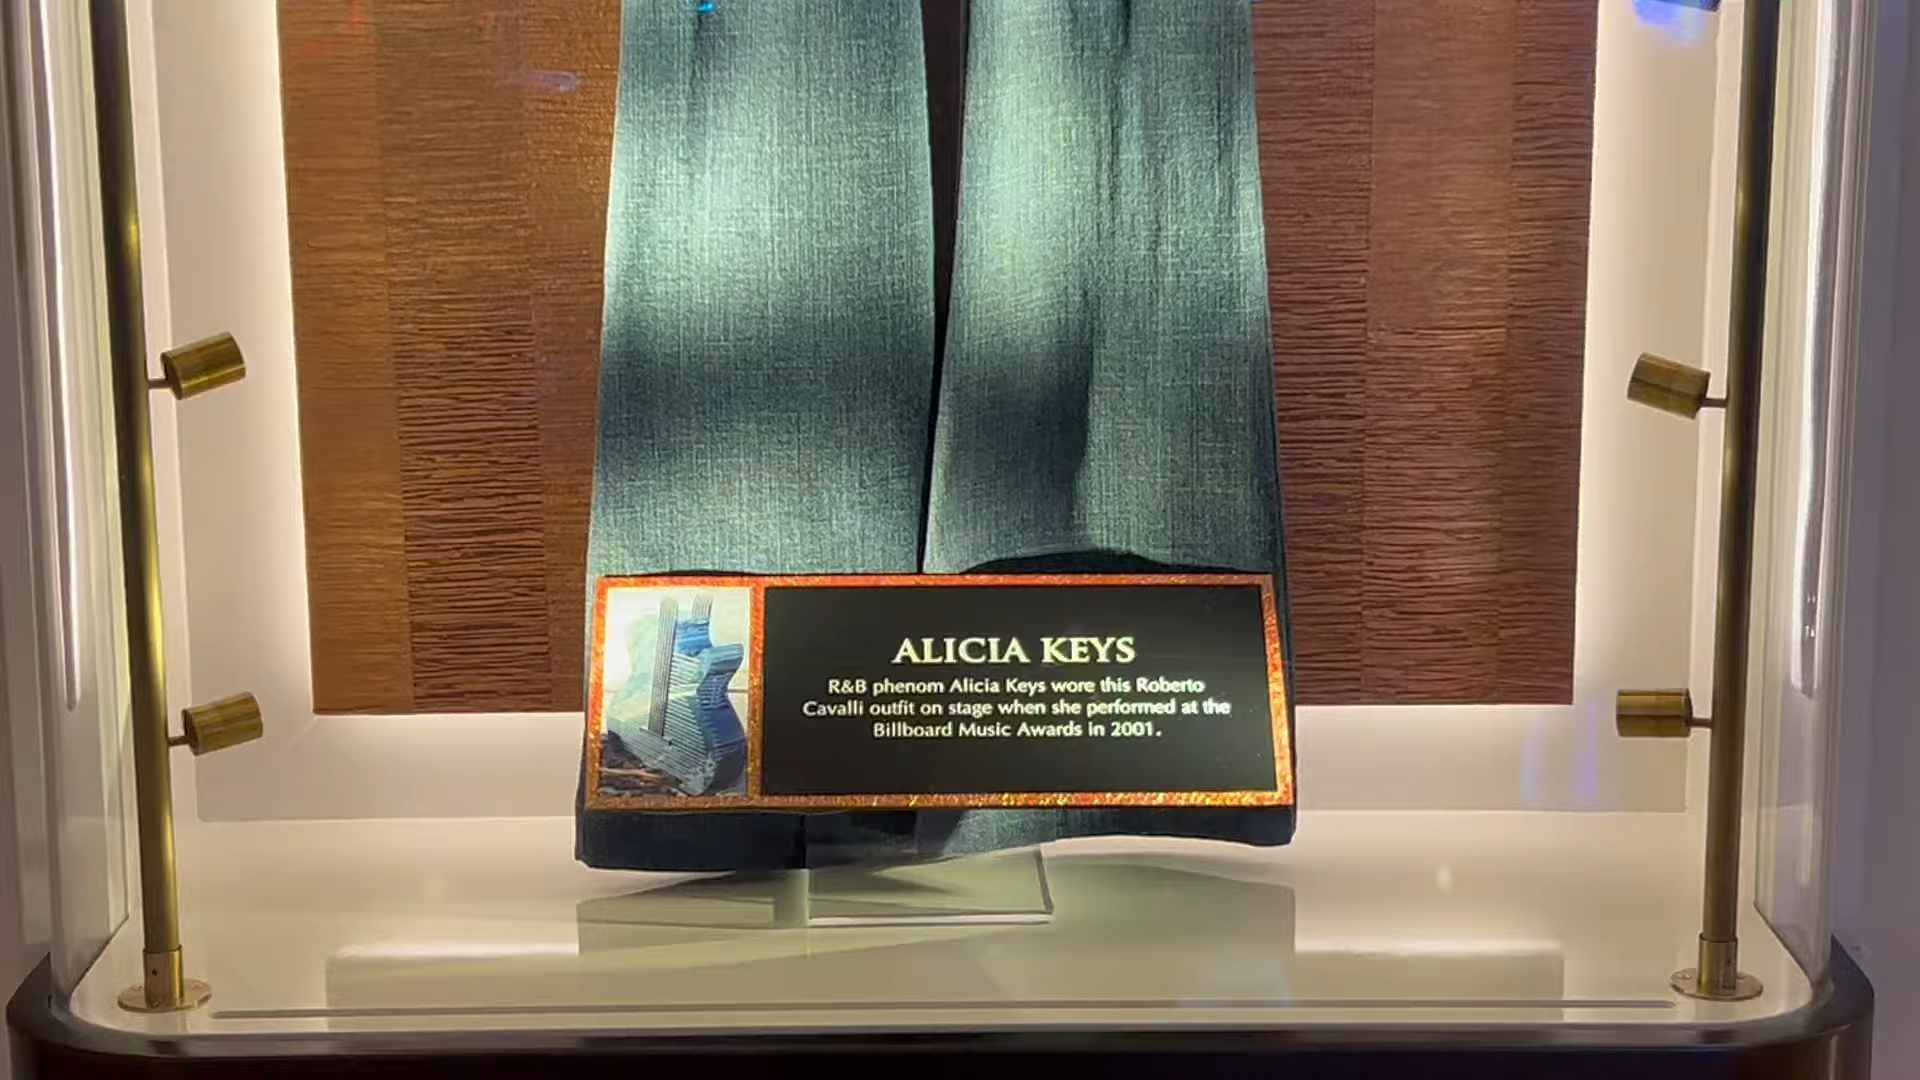 ALICIA KEYS
R&B phenom Alicia Keys wore this Roberto
Cavalli outfit on stage when she performed at the
Billboard Music Awards in 2001.